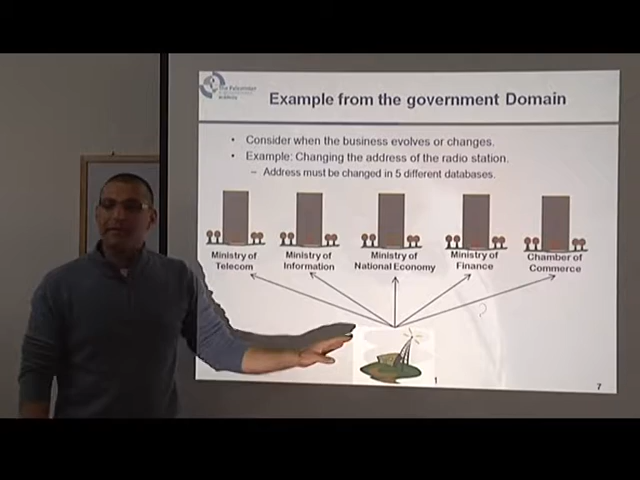 Example from the government Domain
• Consider when the business evolves or changes.
• Example: Changing the address of the radio station.
– Address must be changed in 5 different databases.
Ministry of Telecom
Ministry of Information
Ministry of National Economy
Ministry of Finance
Chamber of Commerce
?
7